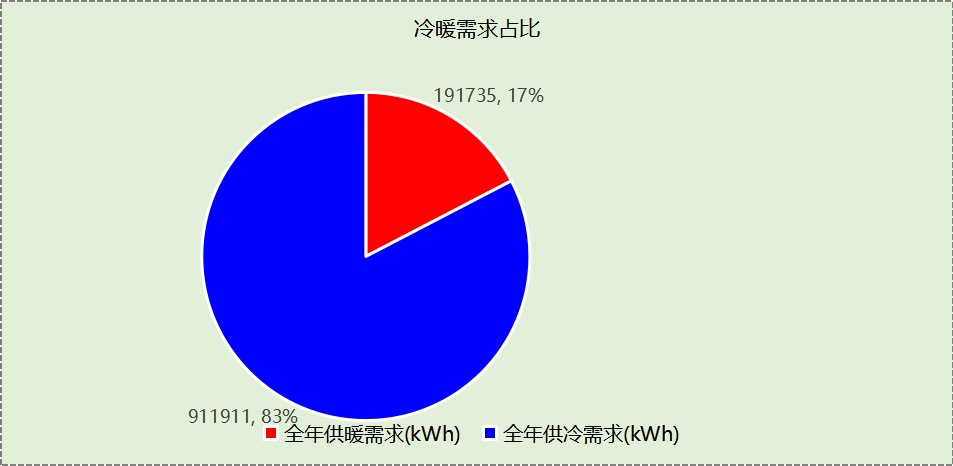 冷暖需求占比
191735, 17%
911911, 83%
全年供暖需求(kWh)
全年供冷需求(kWh)